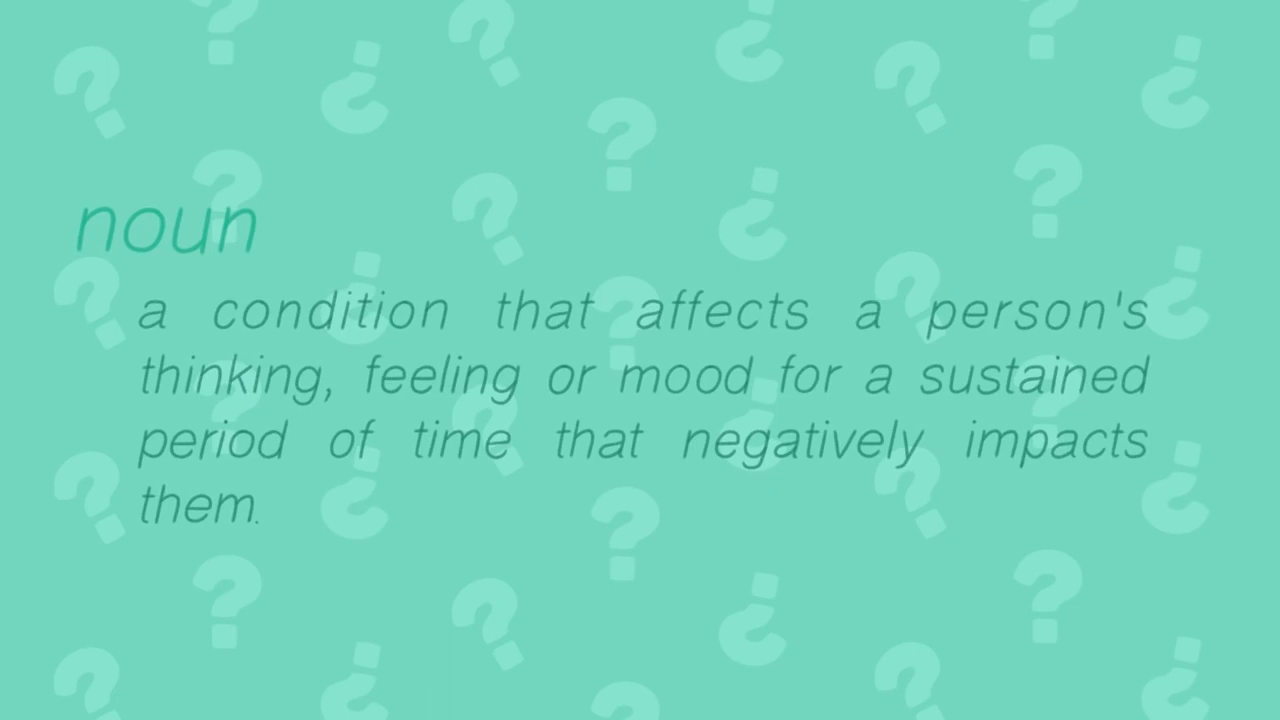 noun
a condition that affects a person's
thinking, feeling or mood for a sustained
period of time that negatively impacts
them.